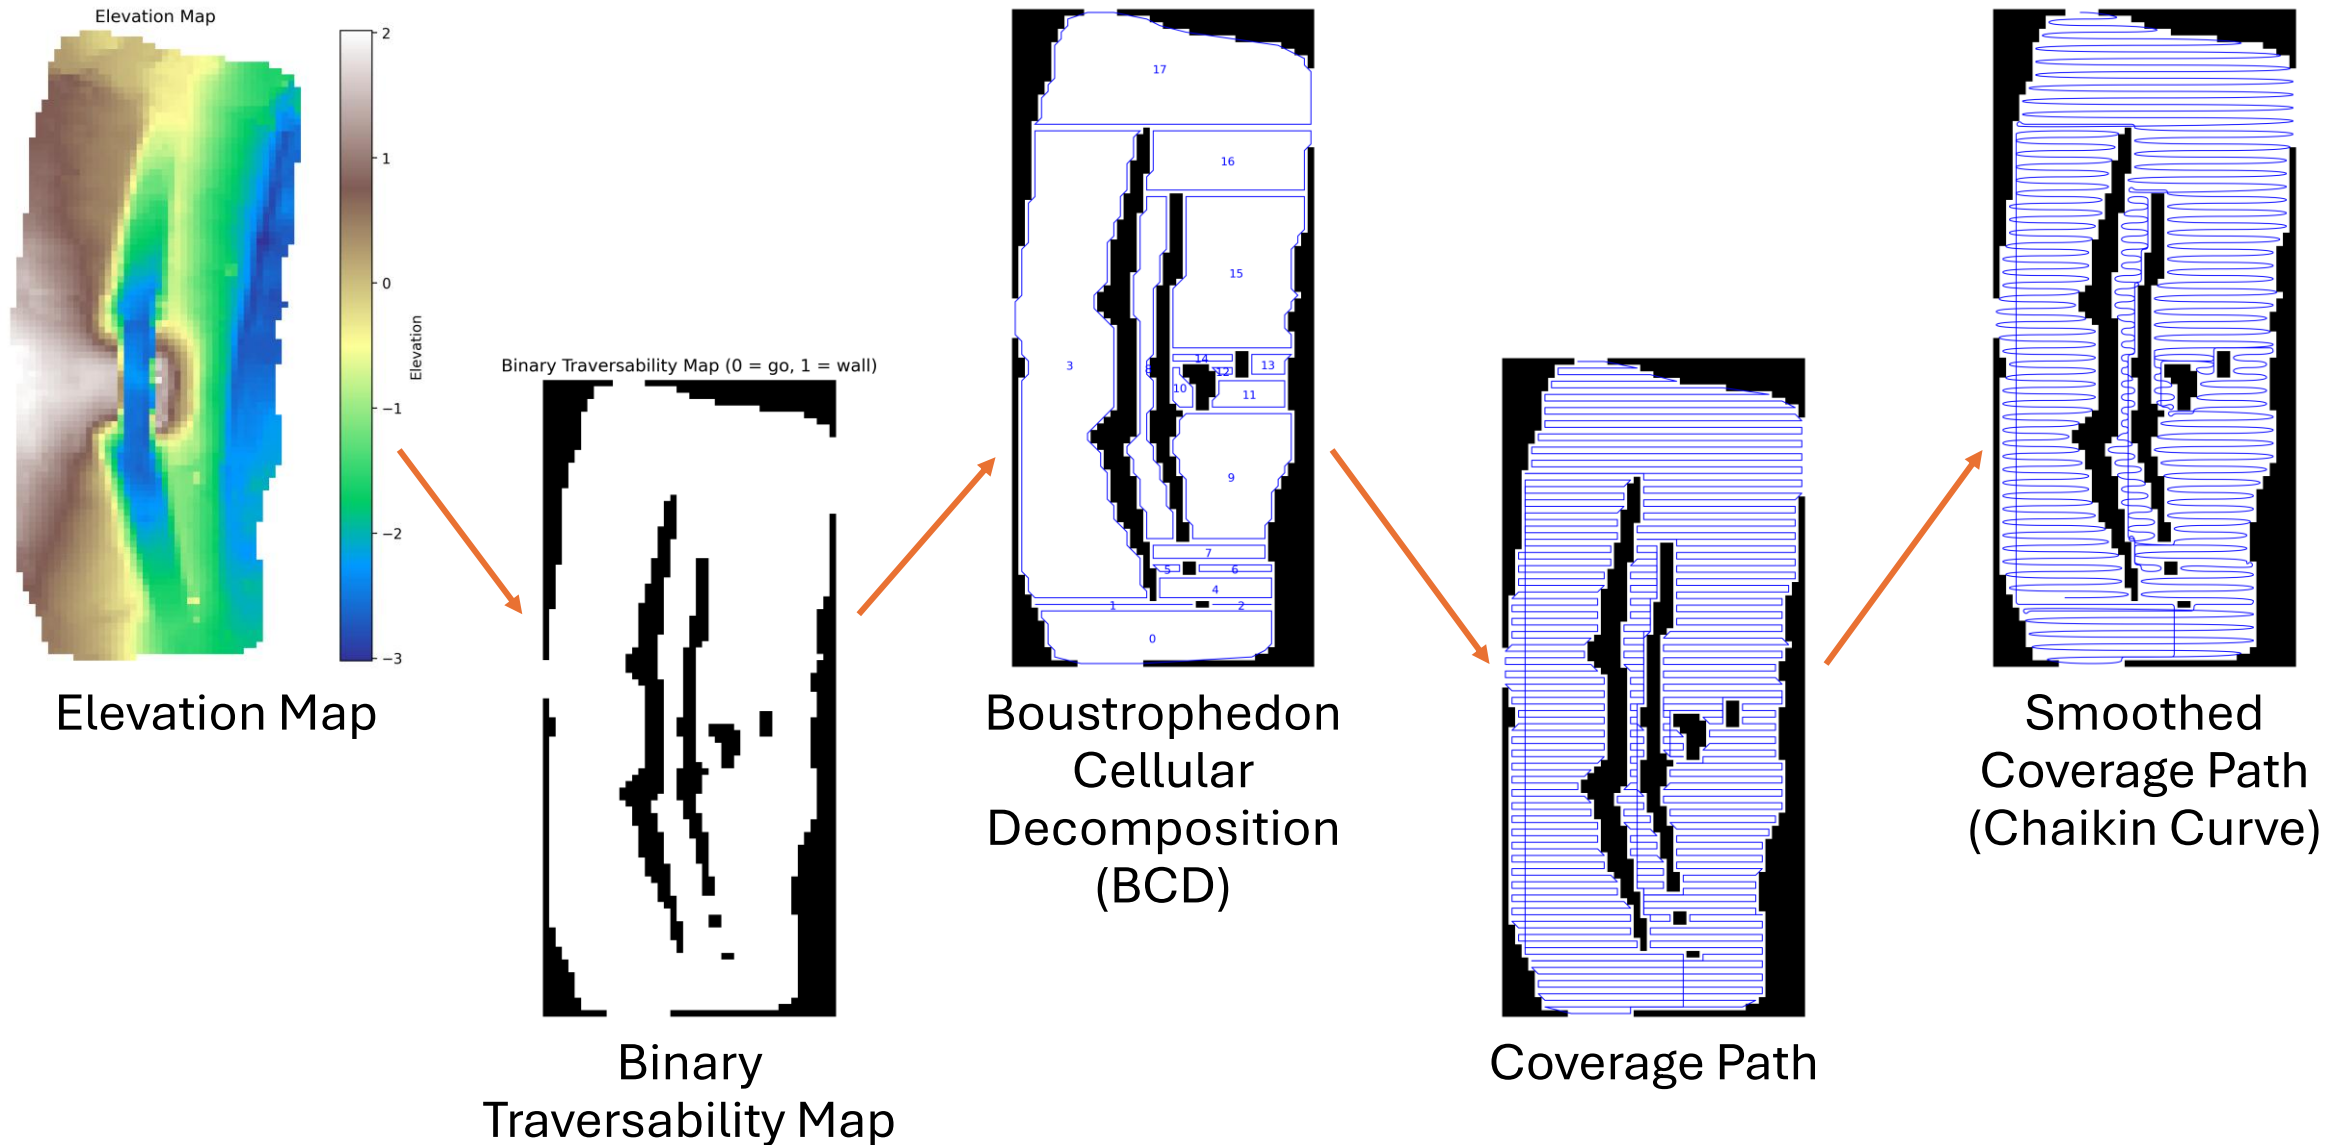 Elevation Map
2
1
0
−1
−2
−3
Elevation
Elevation Map
Binary Traversability Map (0 = go, 1 = wall)
Binary
Traversability Map
17
16
15
3
14
13
12
10
11
9
7
5
6
4
1
2
0
Boustrophedon
Cellular
Decomposition
(BCD)
Coverage Path
Smoothed
Coverage Path
(Chaikin Curve)